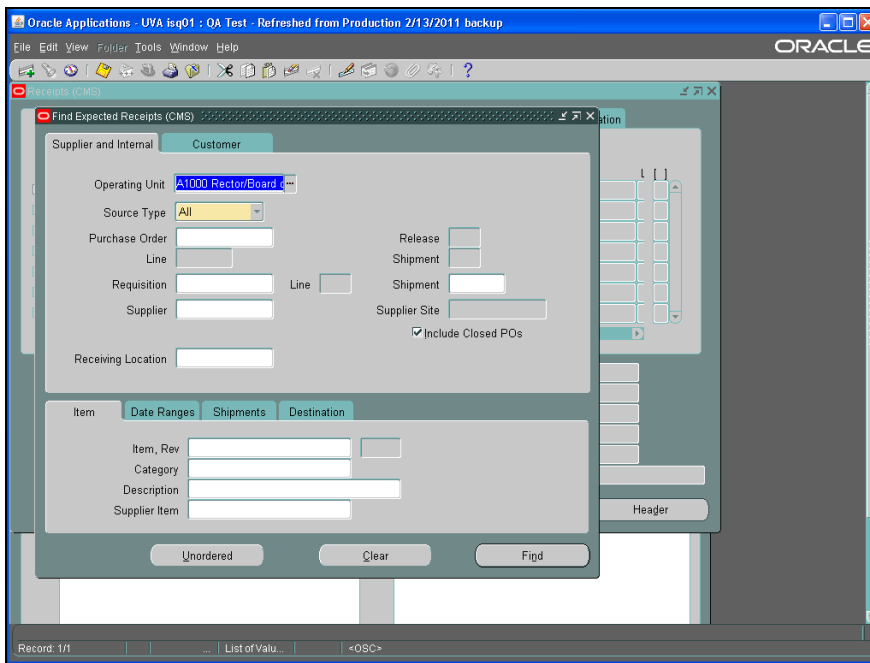 Oracle Applications - UVA isq01 : QA Test - Refreshed from Production 2/13/2011 backup
File Edit View Folder Tools Window Help
ORACLE
Receipts (CMS)
Find Expected Receipts (CMS)
ation
Supplier and Internal Customer
Operating Unit A1000 Rector/Board
Source Type All
Purchase Order Release
Line Shipment
Requisition Line Shipment
Supplier Supplier Site
Include Closed POs
Receiving Location
[ ]
Item Date Ranges Shipments Destination
Item, Rev
Category
Description
Supplier Item
Header
Unordered Clear Find
Record: 1/1 ... List of Valu... <OSC>